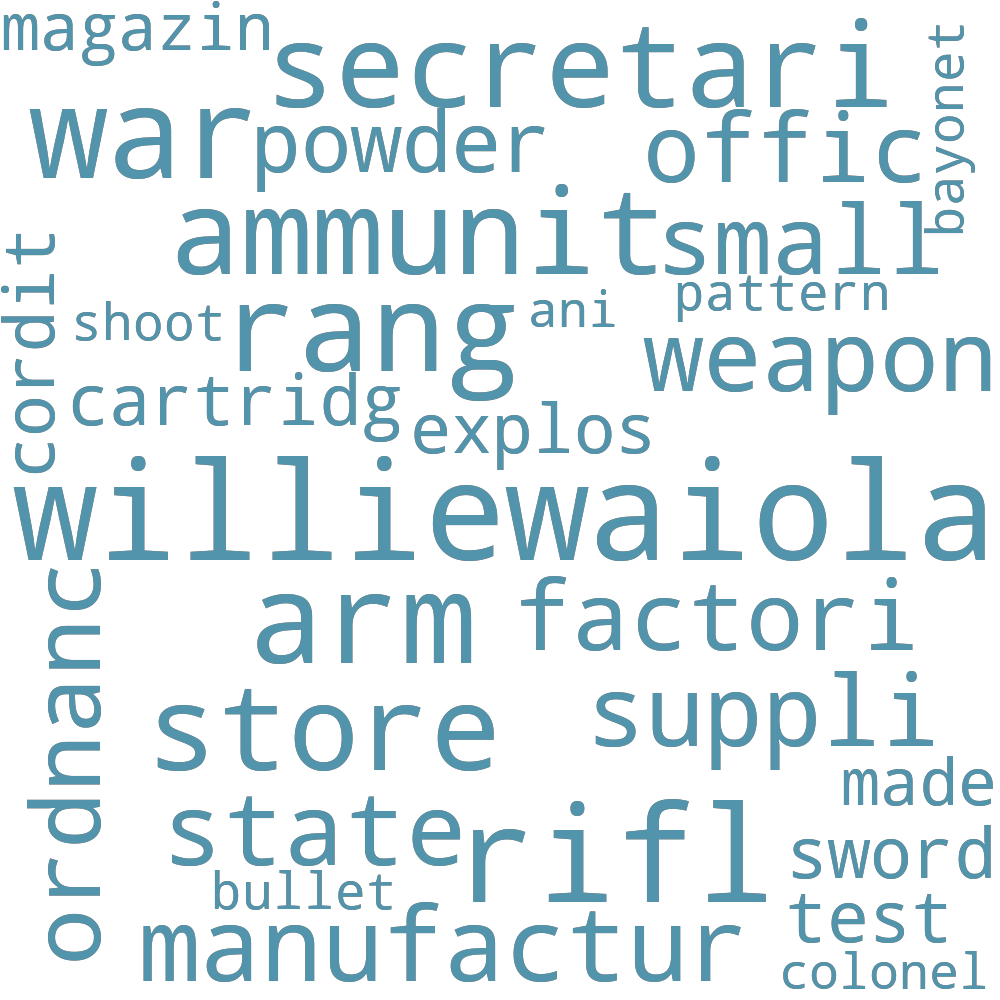 magazin
secretari
bayonet
war
powder
offic
ammunit
small
cordit
shoot
rang
ani
pattern
weapon
cartridg
explos
williewaiola
ordnanc
arm
factori
store
suppli
made
state
rifl
sword
bullet
test
manufactur
colonel